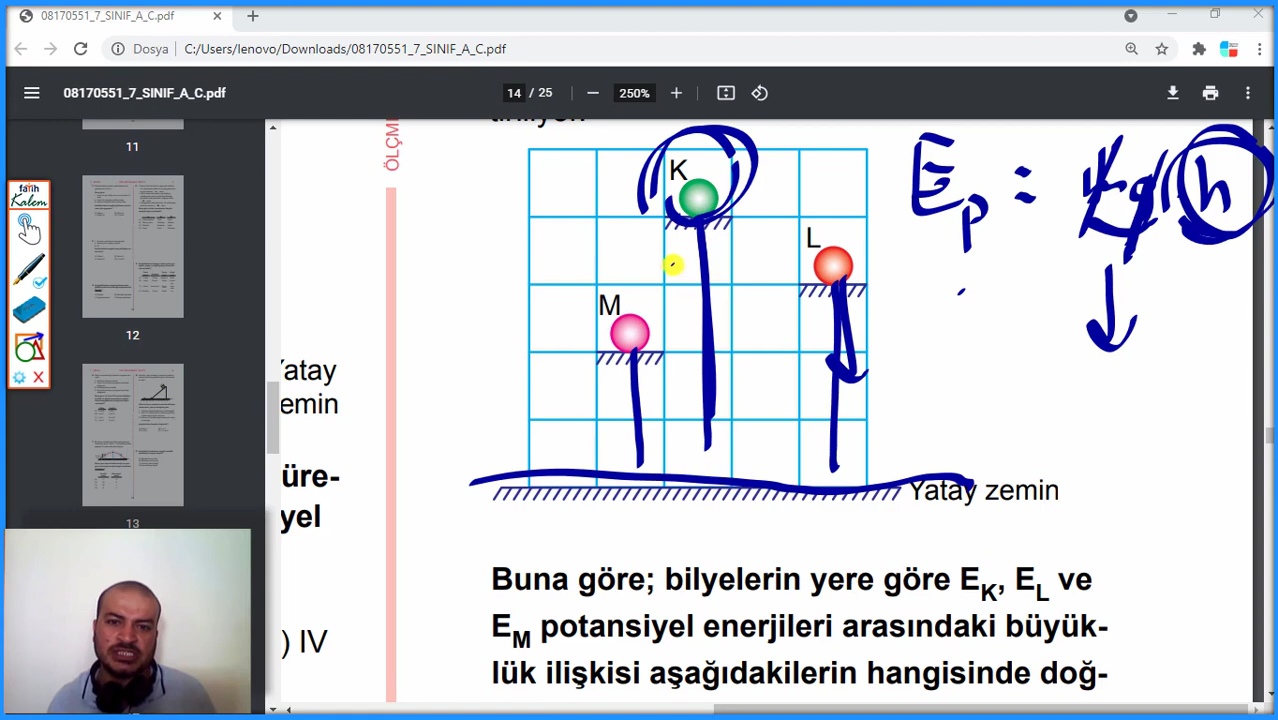 08170551_7_SINIF_A_C.pdf
Dosya
C:/Users/lenovo/Downloads/08170551_7_SINIF_A_C.pdf
08170551_7_SINIF_A_C.pdf
14 / 25
250%
11
12
13
fatih
Kalem
ÖLÇM
Yatay
emin
üre-
yel
) IV
K
L
M
Yatay zemin
Ep = h
Buna göre; bilyelerin yere göre EK, EL ve
EM potansiyel enerjileri arasındaki büyük-
lük ilişkisi aşağıdakilerin hangisinde doğ-